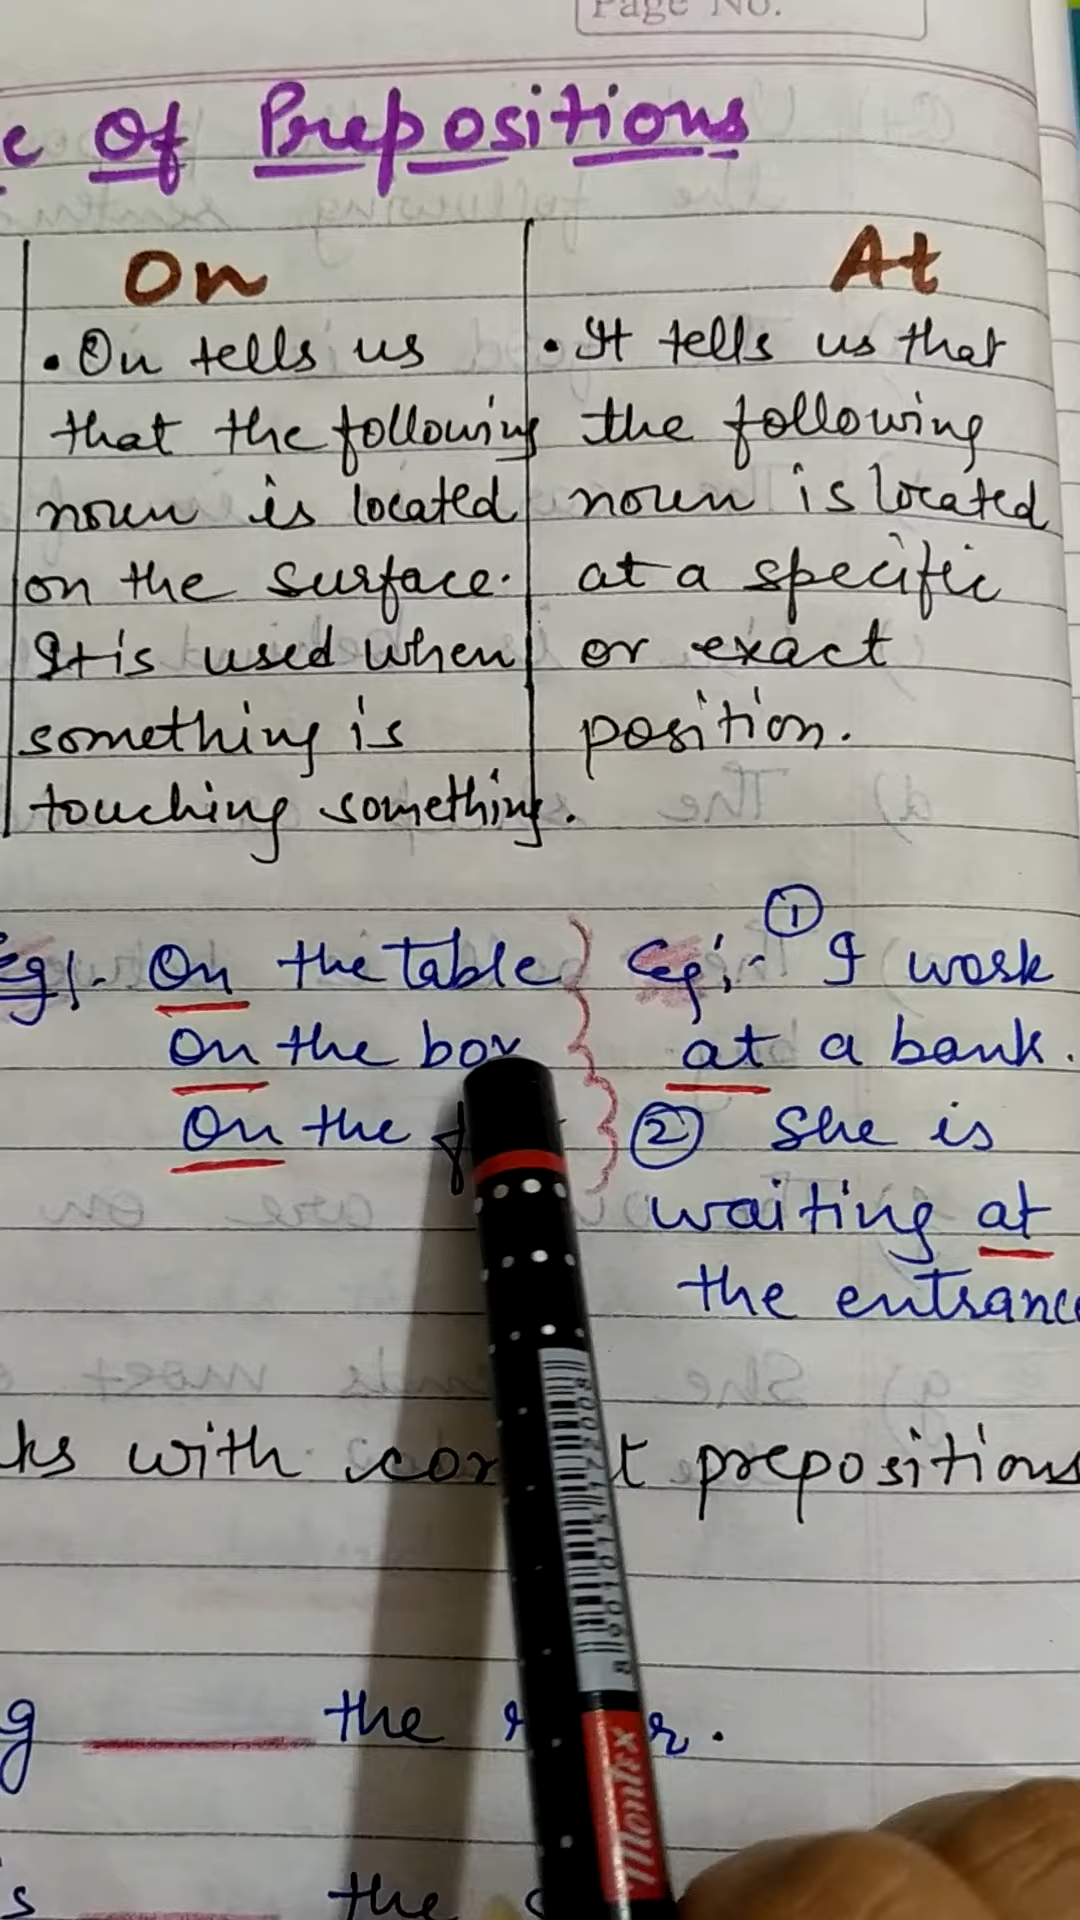 Page No.
Of Prepositions
On
• On tells us
that the following
noun is located
on the surface.
It is used when
something is
touching something.
At
• It tells us that
the following
noun is located
at a specific
or exact
position.
Eg:- On the table
On the box
On the
Eg:- ① I work
at a bank.
② She is
waiting at
the entrance
with prepositions
the
the
Montex